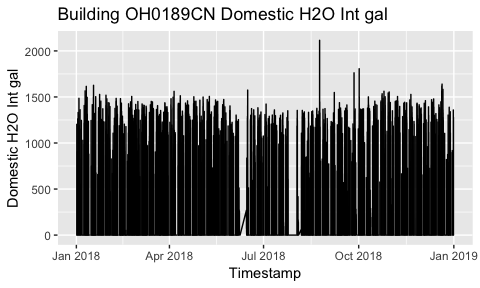 Building OH0189CN Domestic H2O Int gal
Domestic H2O Int gal
2000
1500
1000
500
0
Jan 2018 Apr 2018 Jul 2018 Oct 2018 Jan 2019
Timestamp